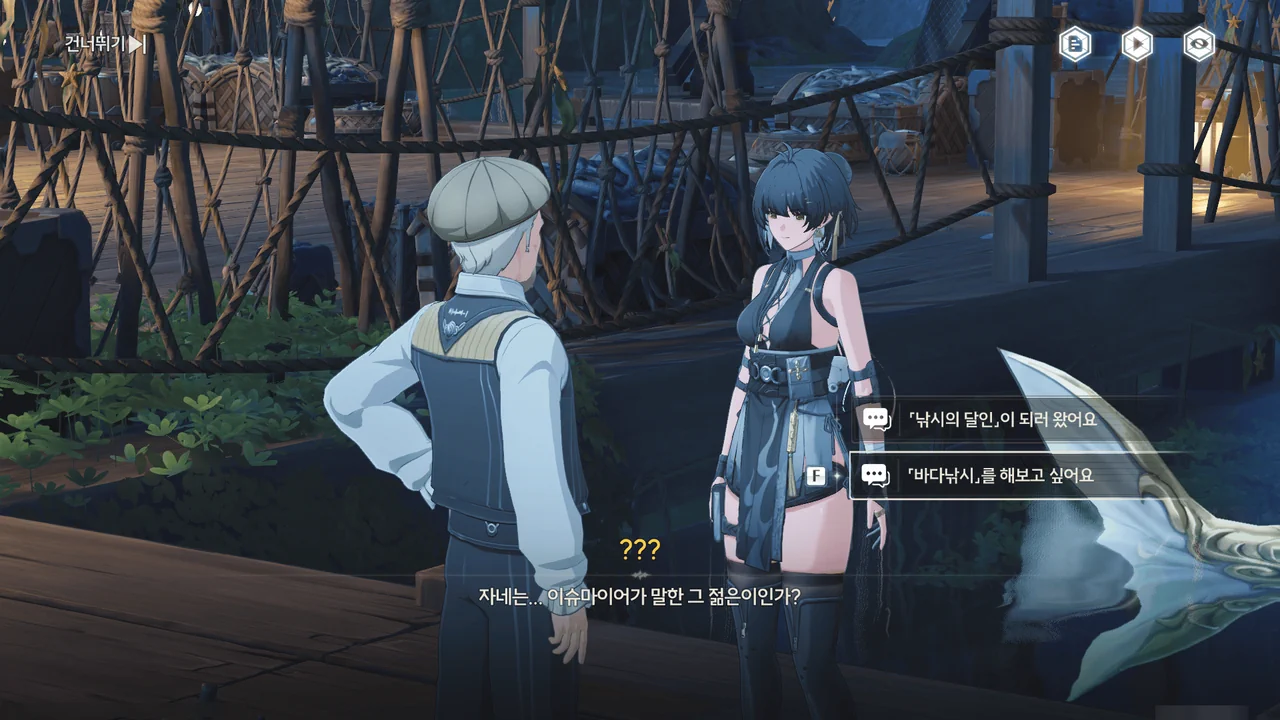 건너뛰기
「낚시의 달인」이 되러 왔어요
F
「바다낚시」를 해보고 싶어요
???
자네는... 이슈마이어가 말한 그 젊은이인가?